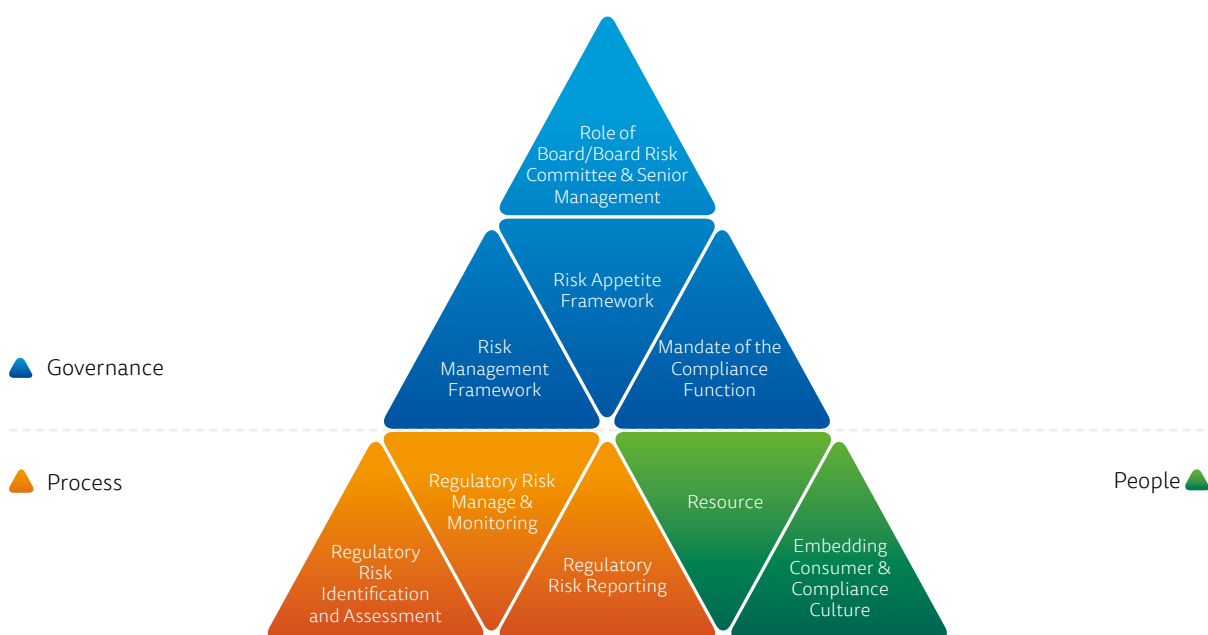 Role of
Board/Board Risk
Committee & Senior
Management
Risk Appetite
Framework
Risk
Management
Framework
Mandate of the
Compliance
Function
Governance
Process
People
Regulatory Risk
Manage &
Monitoring
Resource
Regulatory
Risk
Identification
and Assessment
Regulatory
Risk Reporting
Embedding
Consumer &
Compliance
Culture